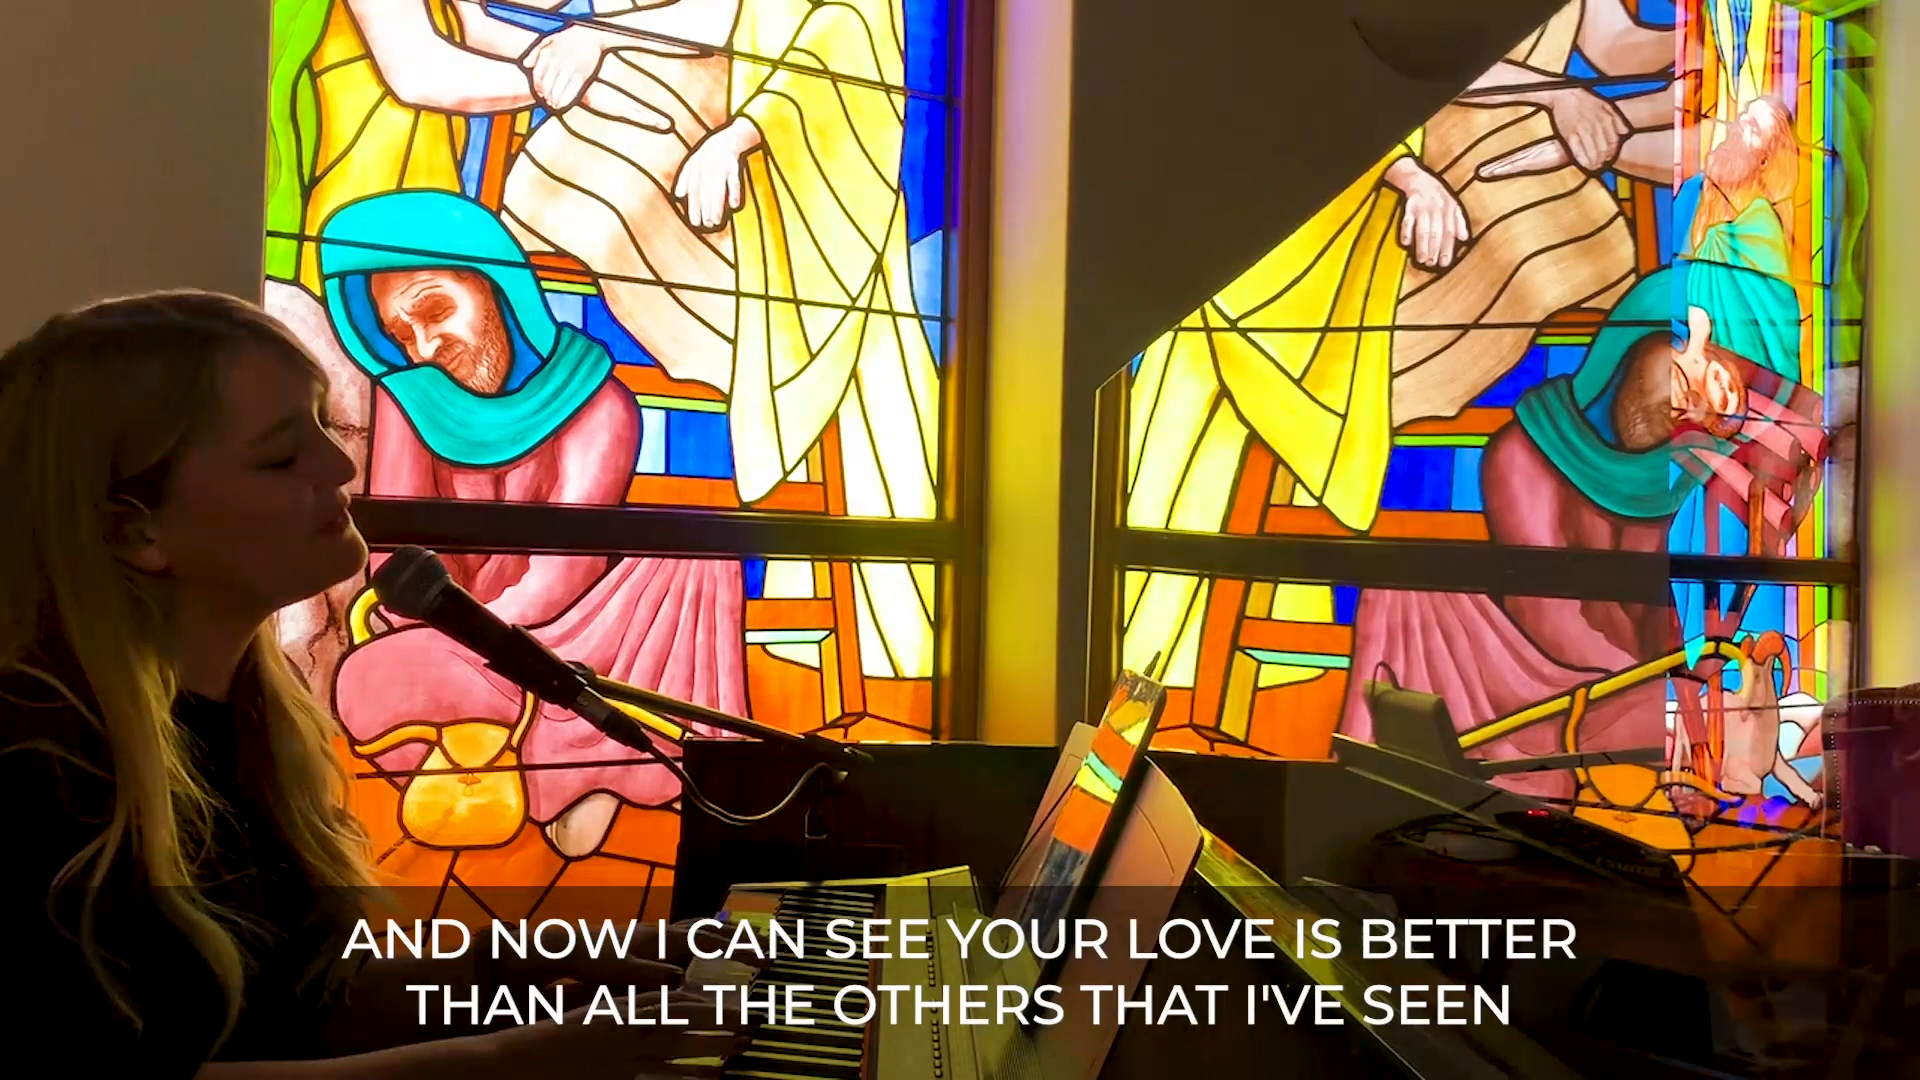 AND NOW I CAN SEE YOUR LOVE IS BETTER
THAN ALL THE OTHERS THAT I'VE SEEN